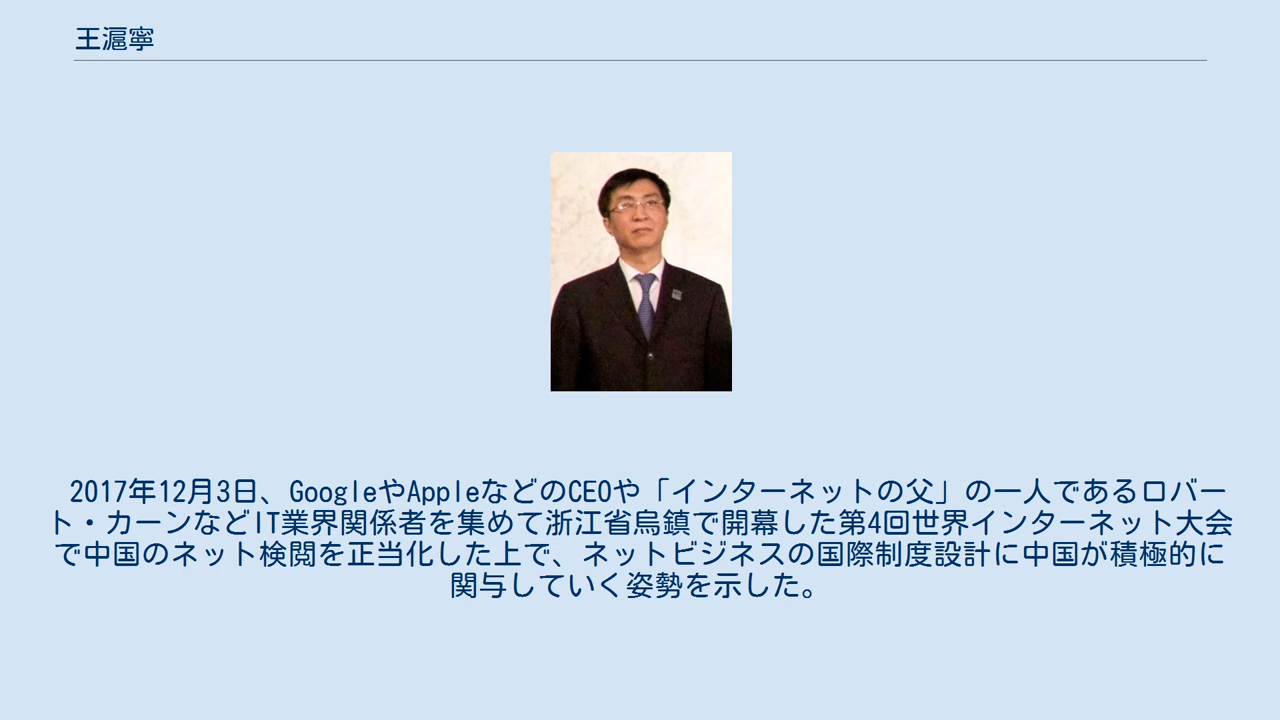 王滬寧
2017年12月3日、GoogleやAppleなどのCEOや「インターネットの父」の一人であるロバー
ト・カーンなどIT業界関係者を集めて浙江省烏鎮で開幕した第4回世界インターネット大会
で中国のネット検閲を正当化した上で、ネットビジネスの国際制度設計に中国が積極的に
関与していく姿勢を示した。